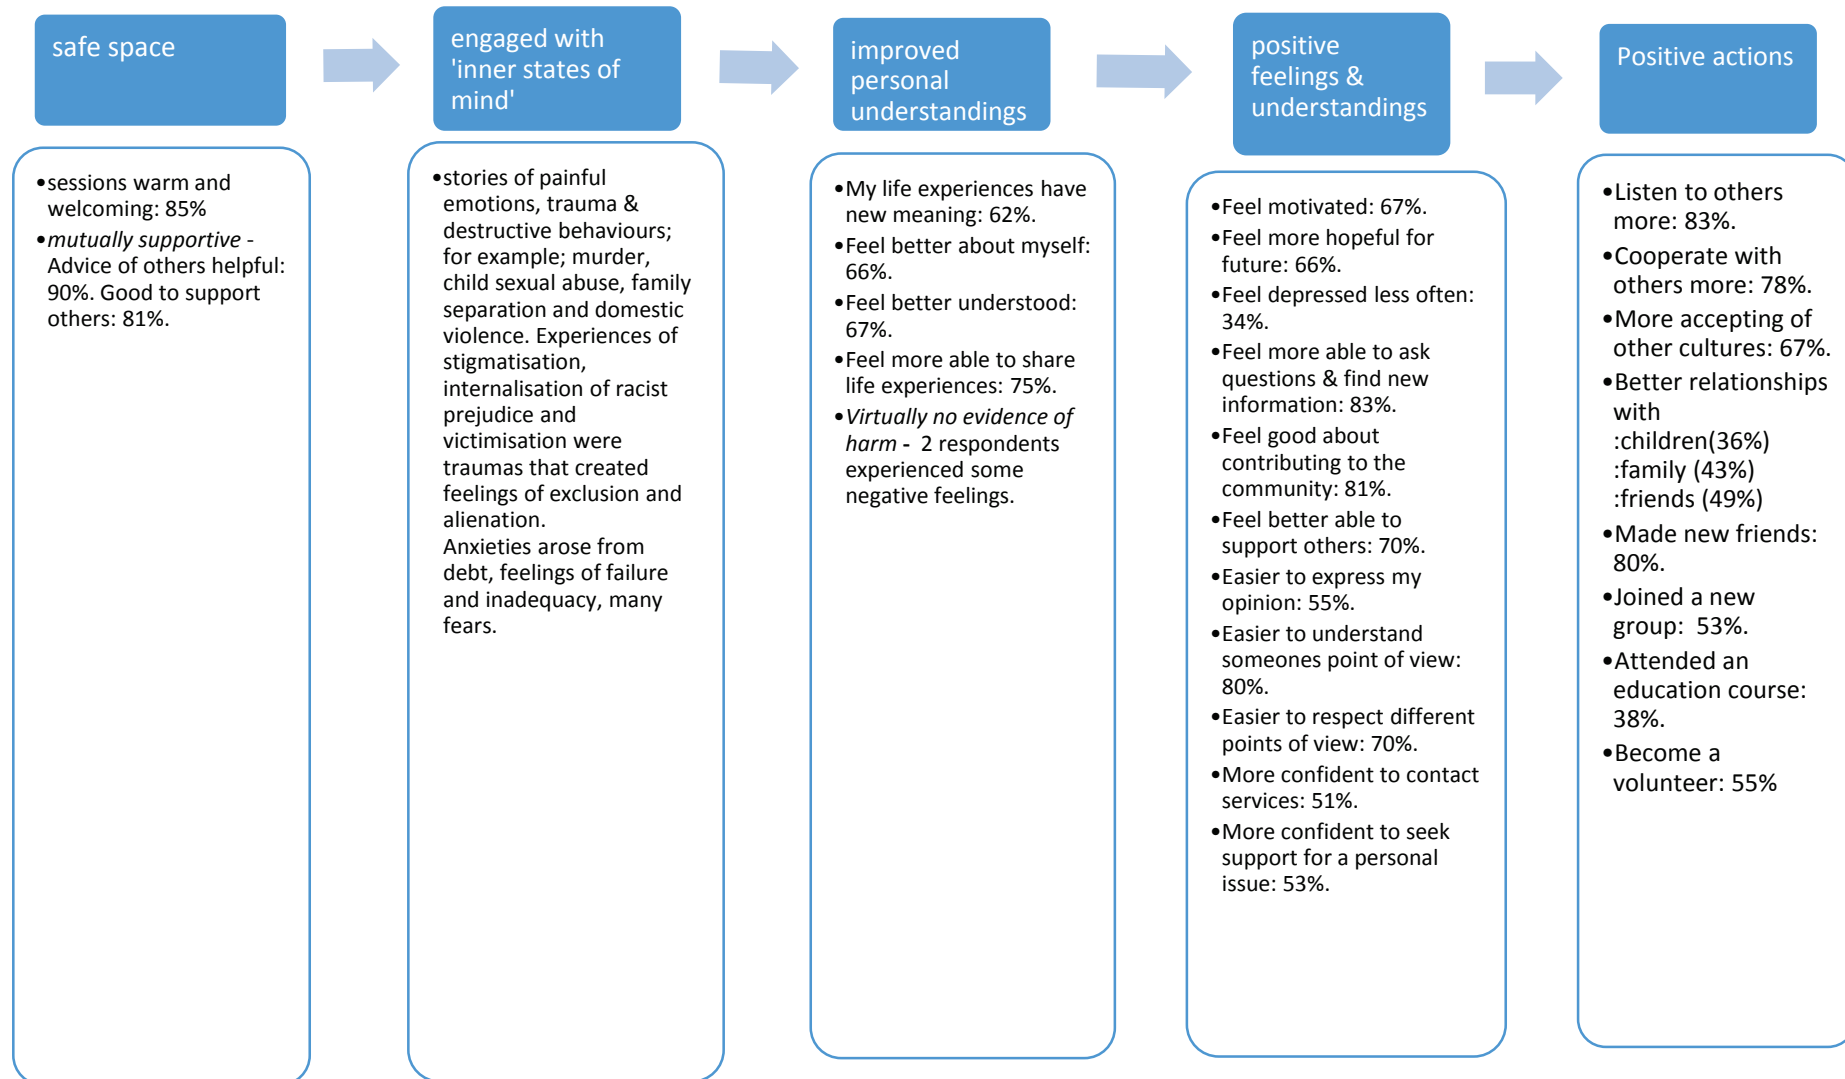 safe space
engaged with
'inner states of
mind'
improved
personal
understandings
positive
feelings &
understandings
Positive actions
•sessions warm and
welcoming: 85%
•mutually supportive -
Advice of others helpful:
90%. Good to support
others: 81%.
•stories of painful
emotions, trauma &
destructive behaviours;
for example; murder,
child sexual abuse, family
separation and domestic
violence. Experiences of
stigmatisation,
internalisation of racist
prejudice and
victimisation were
traumas that created
feelings of exclusion and
alienation.
Anxieties arose from
debt, feelings of failure
and inadequacy, many
fears.
•My life experiences have
new meaning: 62%.
•Feel better about myself:
66%.
•Feel better understood:
67%.
•Feel more able to share
life experiences: 75%.
•Virtually no evidence of
harm - 2 respondents
experienced some
negative feelings.
•Feel motivated: 67%.
•Feel more hopeful for
future: 66%.
•Feel depressed less often:
34%.
•Feel more able to ask
questions & find new
information: 83%.
•Feel good about
contributing to the
community: 81%.
•Feel better able to
support others: 70%.
•Easier to express my
opinion: 55%.
•Easier to understand
someones point of view:
80%.
•Easier to respect different
points of view: 70%.
•More confident to contact
services: 51%.
•More confident to seek
support for a personal
issue: 53%.
•Listen to others
more: 83%.
•Cooperate with
others more: 78%.
•More accepting of
other cultures: 67%.
•Better relationships
with
:children(36%)
:family (43%)
:friends (49%)
•Made new friends:
80%.
•Joined a new
group: 53%.
•Attended an
education course:
38%.
•Become a
volunteer: 55%